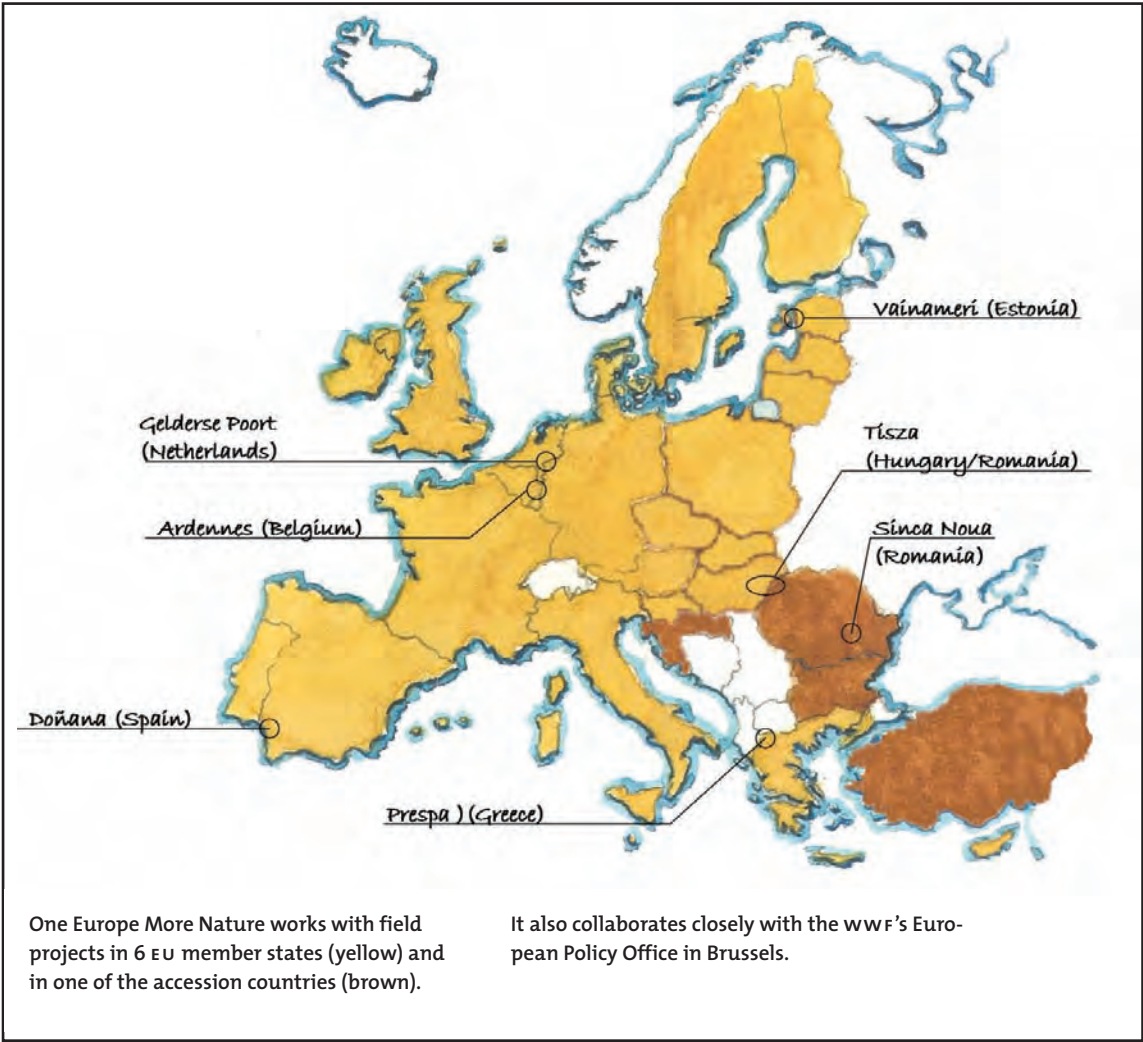 Vainameri (Estonia)
Gelderse Poort
(Netherlands)
Tisza
(Hungary/Romania)
Ardennes (Belgium)
Sinca Noua
(Romania)
Doñana (Spain)
Prespa ) (Greece)
One Europe More Nature works with field
projects in 6 EU member states (yellow) and
in one of the accession countries (brown).
It also collaborates closely with the WWF's Euro-
pean Policy Office in Brussels.